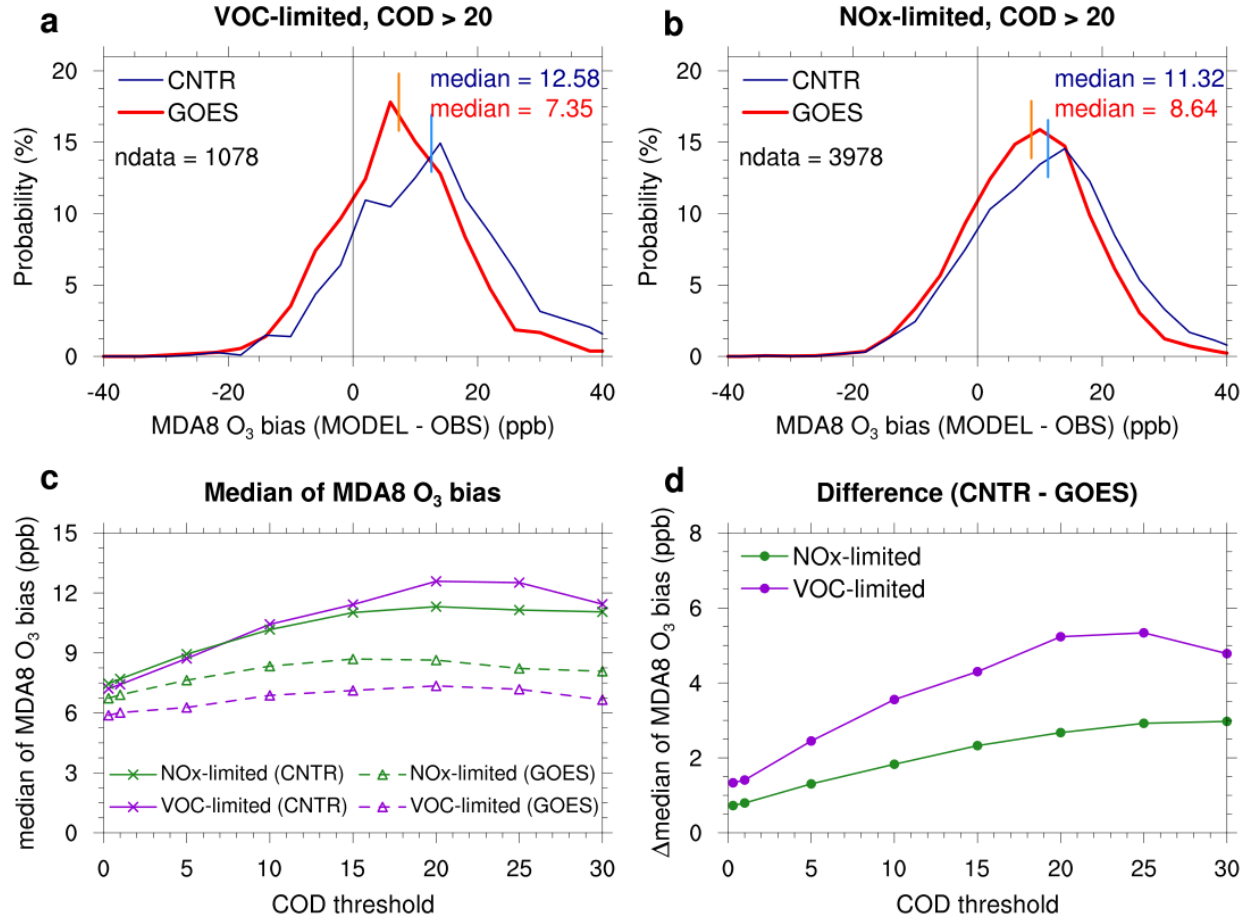 a
VOC-limited, COD > 20
CNTR
GOES
ndata = 1078
median = 12.58
median = 7.35
Probability (%)
20
15
10
5
0
-40 -20 0 20 40
MDA8 O₃ bias (MODEL - OBS) (ppb)
b
NOx-limited, COD > 20
CNTR
GOES
ndata = 3978
median = 11.32
median = 8.64
Probability (%)
20
15
10
5
0
-40 -20 0 20 40
MDA8 O₃ bias (MODEL - OBS) (ppb)
c
Median of MDA8 O₃ bias
median of MDA8 O₃ bias (ppb)
15
12
9
6
3
0
NOx-limited (CNTR) NOx-limited (GOES)
VOC-limited (CNTR) VOC-limited (GOES)
0 5 10 15 20 25 30
COD threshold
d
Difference (CNTR - GOES)
NOx-limited
VOC-limited
Δmedian of MDA8 O₃ bias (ppb)
8
6
4
2
0
0 5 10 15 20 25 30
COD threshold